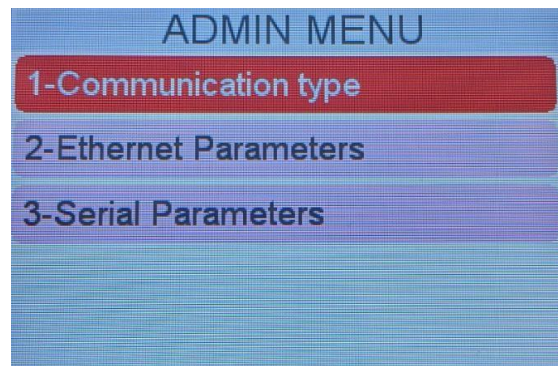 ADMIN MENU
1-Communication type
2-Ethernet Parameters
3-Serial Parameters